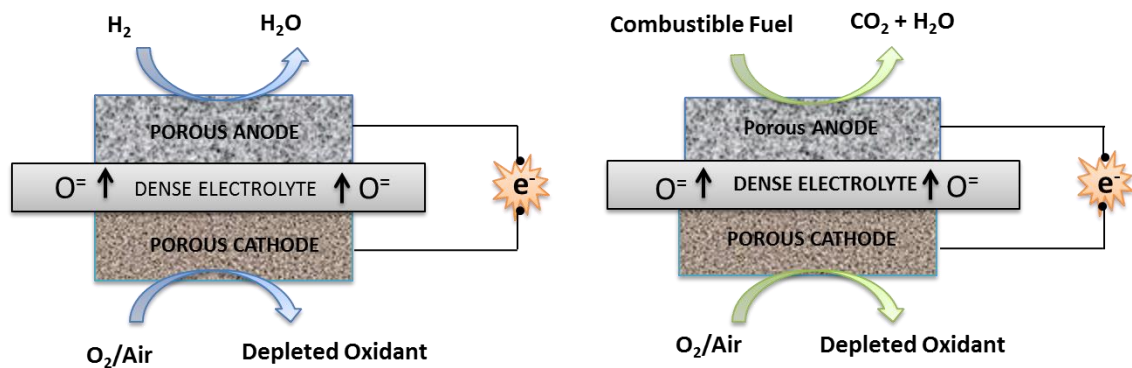 H₂ H₂O
POROUS ANODE
O⁼ DENSE ELECTROLYTE O⁼
e⁻
POROUS CATHODE
O₂/Air Depleted Oxidant
Combustible Fuel CO₂ + H₂O
Porous ANODE
O⁼ DENSE ELECTROLYTE O⁼
e⁻
POROUS CATHODE
O₂/Air Depleted Oxidant